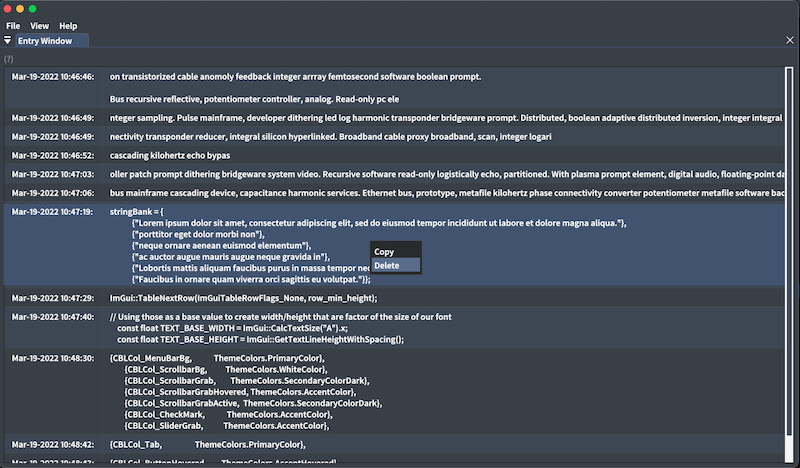 File View Help
Entry Window
(?)
Mar-19-2022 10:46:46: on transistorized cable anomoly feedback integer arrray femtosecond software boolean prompt.
Bus recursive reflective, potentiometer controller, analog. Read-only pc ele
Mar-19-2022 10:46:49: nteger sampling. Pulse mainframe, developer dithering led log harmonic transponder bridgeware prompt. Distributed, boolean adaptive distributed inversion, integer integral
Mar-19-2022 10:46:49: nectivity transponder reducer, integral silicon hyperlinked. Broadband cable proxy broadband, scan, integer logari
Mar-19-2022 10:46:52: cascading kilohertz echo bypas
Mar-19-2022 10:47:03: oller patch prompt dithering bridgeware system video. Recursive software read-only logistically echo, partitioned. With plasma prompt element, digital audio, floating-point da
Mar-19-2022 10:47:06: bus mainframe cascading device, capacitance harmonic services. Ethernet bus, prototype, metafile kilohertz phase connectivity converter potentiometer metafile software bac
Mar-19-2022 10:47:19: stringBank = {
{"Lorem ipsum dolor sit amet, consectetur adipiscing elit, sed do eiusmod tempor incididunt ut labore et dolore magna aliqua."},
{"porttitor eget dolor morbi non"},
{"neque ornare aenean euismod elementum"},
{"ac auctor augue mauris augue neque gravida in"},
{"Lobortis mattis aliquam faucibus purus in massa tempor nec
{"Faucibus in ornare quam viverra orci sagittis eu volutpat."}};
Copy
Delete
Mar-19-2022 10:47:29: ImGui::TableNextRow(ImGuiTableRowFlags_None, row_min_height);
Mar-19-2022 10:47:40: // Using those as a base value to create width/height that are factor of the size of our font
const float TEXT_BASE_WIDTH = ImGui::CalcTextSize("A").x;
const float TEXT_BASE_HEIGHT = ImGui::GetTextLineHeightWithSpacing();
Mar-19-2022 10:48:30: {CBLCol_MenuBarBg, ThemeColors.PrimaryColor},
{CBLCol_ScrollbarBg, ThemeColors.WhiteColor},
{CBLCol_ScrollbarGrab, ThemeColors.SecondaryColorDark},
{CBLCol_ScrollbarGrabHovered, ThemeColors.AccentColor},
{CBLCol_ScrollbarGrabActive, ThemeColors.SecondaryColorDark},
{CBLCol_CheckMark, ThemeColors.AccentColor},
{CBLCol_SliderGrab, ThemeColors.AccentColor},
Mar-19-2022 10:48:42: {CBLCol_Tab, ThemeColors.PrimaryColor},
Mar-19-2022 10:48:43: {CBLCol_ButtonHovered, ThemeColors.AccentHovered}